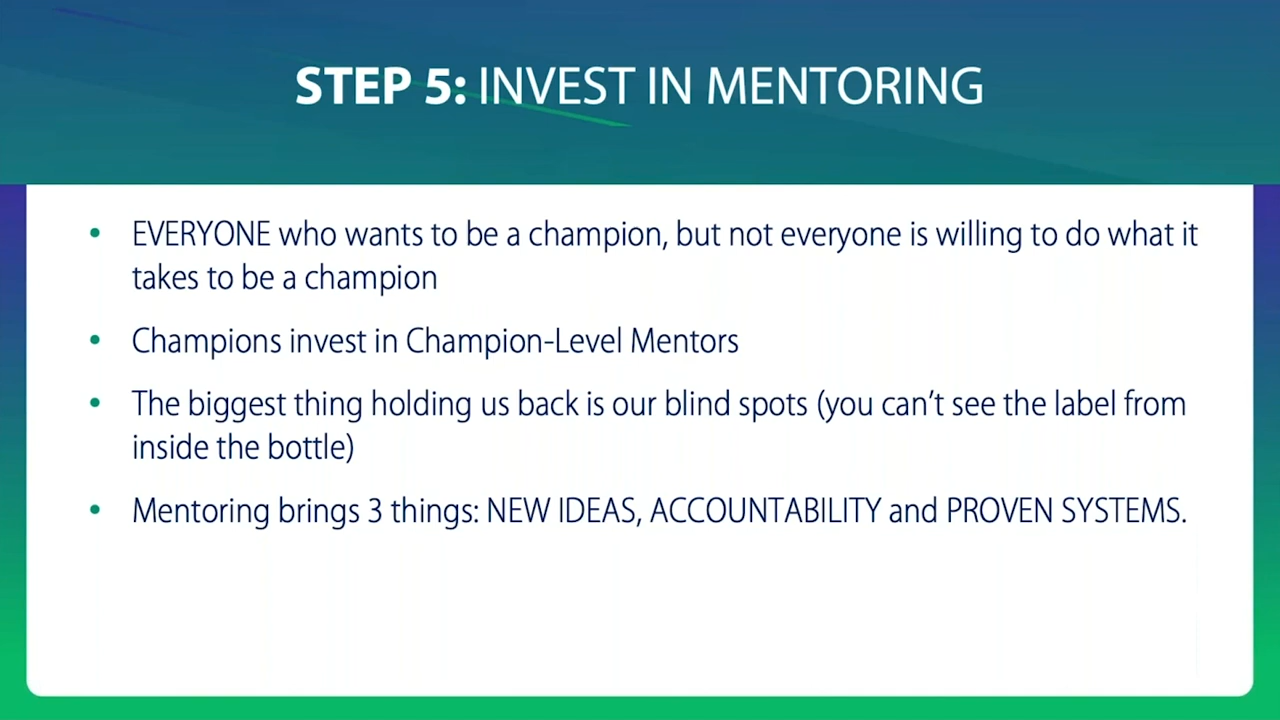 STEP 5: INVEST IN MENTORING
• EVERYONE who wants to be a champion, but not everyone is willing to do what it
takes to be a champion
• Champions invest in Champion-Level Mentors
• The biggest thing holding us back is our blind spots (you can't see the label from
inside the bottle)
• Mentoring brings 3 things: NEW IDEAS, ACCOUNTABILITY and PROVEN SYSTEMS.